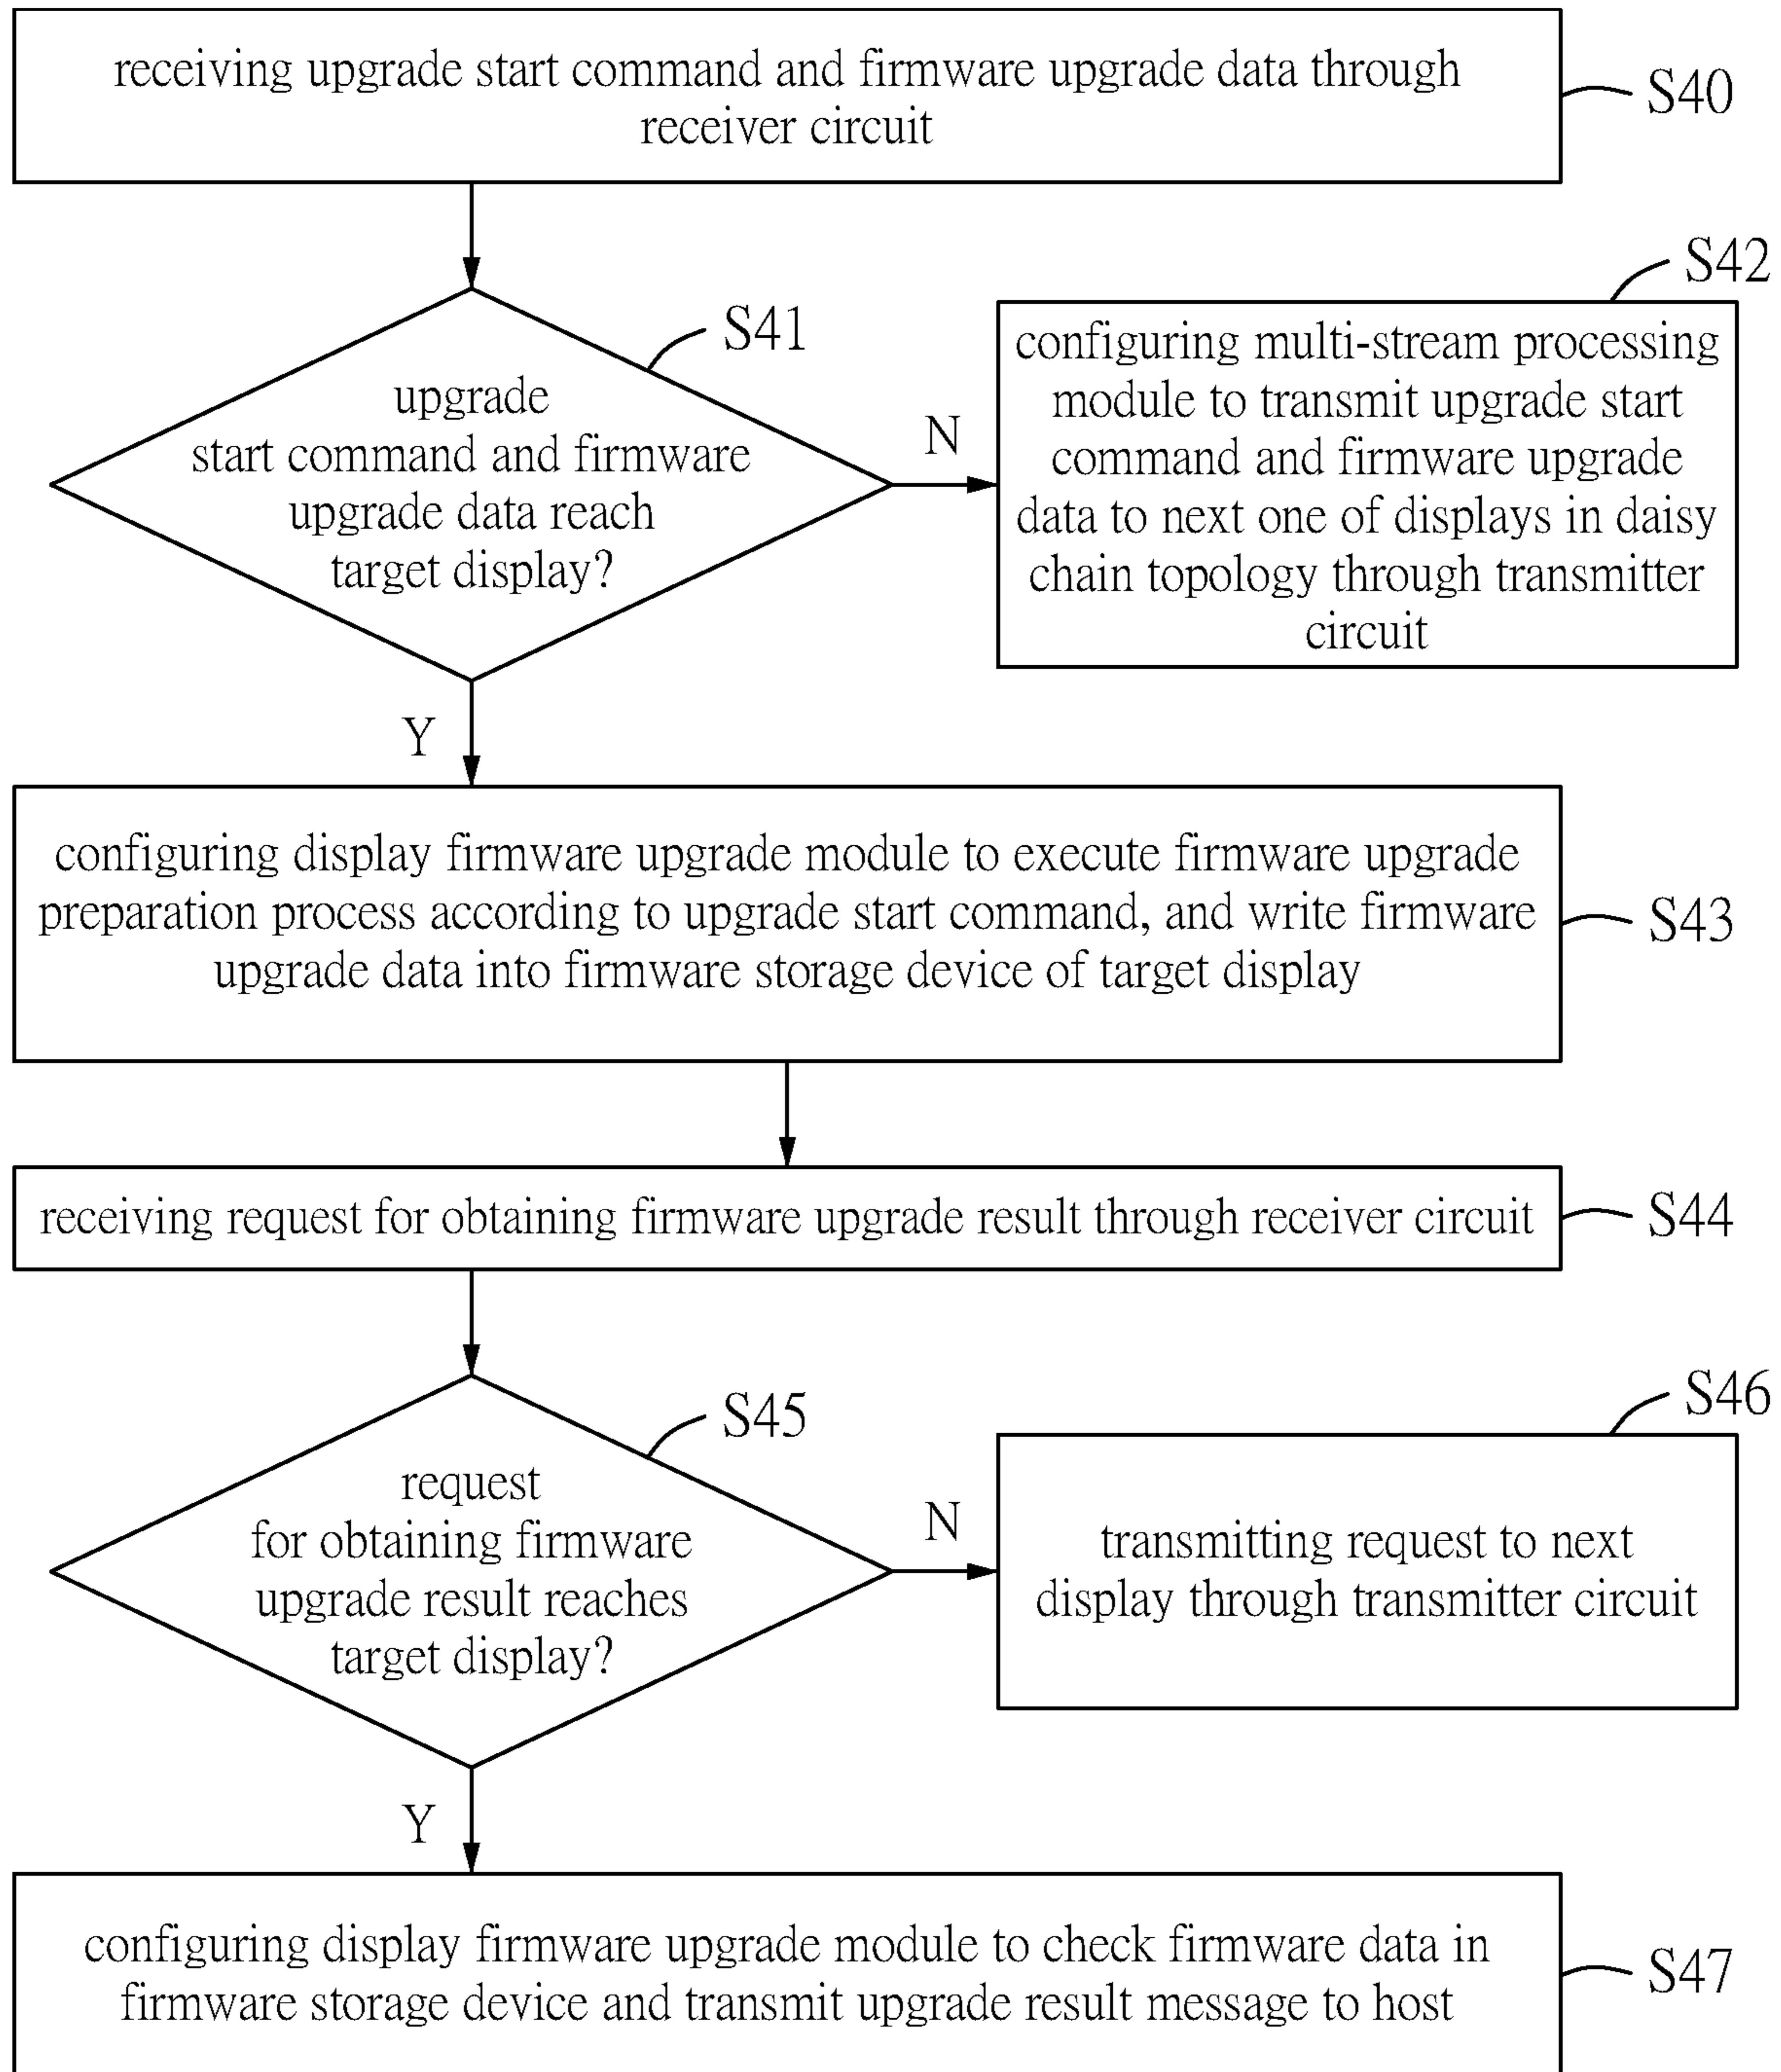 receiving upgrade start command and firmware upgrade data through
receiver circuit
S40
S41
upgrade
start command and firmware
upgrade data reach
target display?
N
S42
configuring multi-stream processing
module to transmit upgrade start
command and firmware upgrade
data to next one of displays in daisy
chain topology through transmitter
circuit
Y
configuring display firmware upgrade module to execute firmware upgrade
preparation process according to upgrade start command, and write firmware
upgrade data into firmware storage device of target display
S43
receiving request for obtaining firmware upgrade result through receiver circuit
S44
S45
request
for obtaining firmware
upgrade result reaches
target display?
N
S46
transmitting request to next
display through transmitter circuit
Y
configuring display firmware upgrade module to check firmware data in
firmware storage device and transmit upgrade result message to host
S47